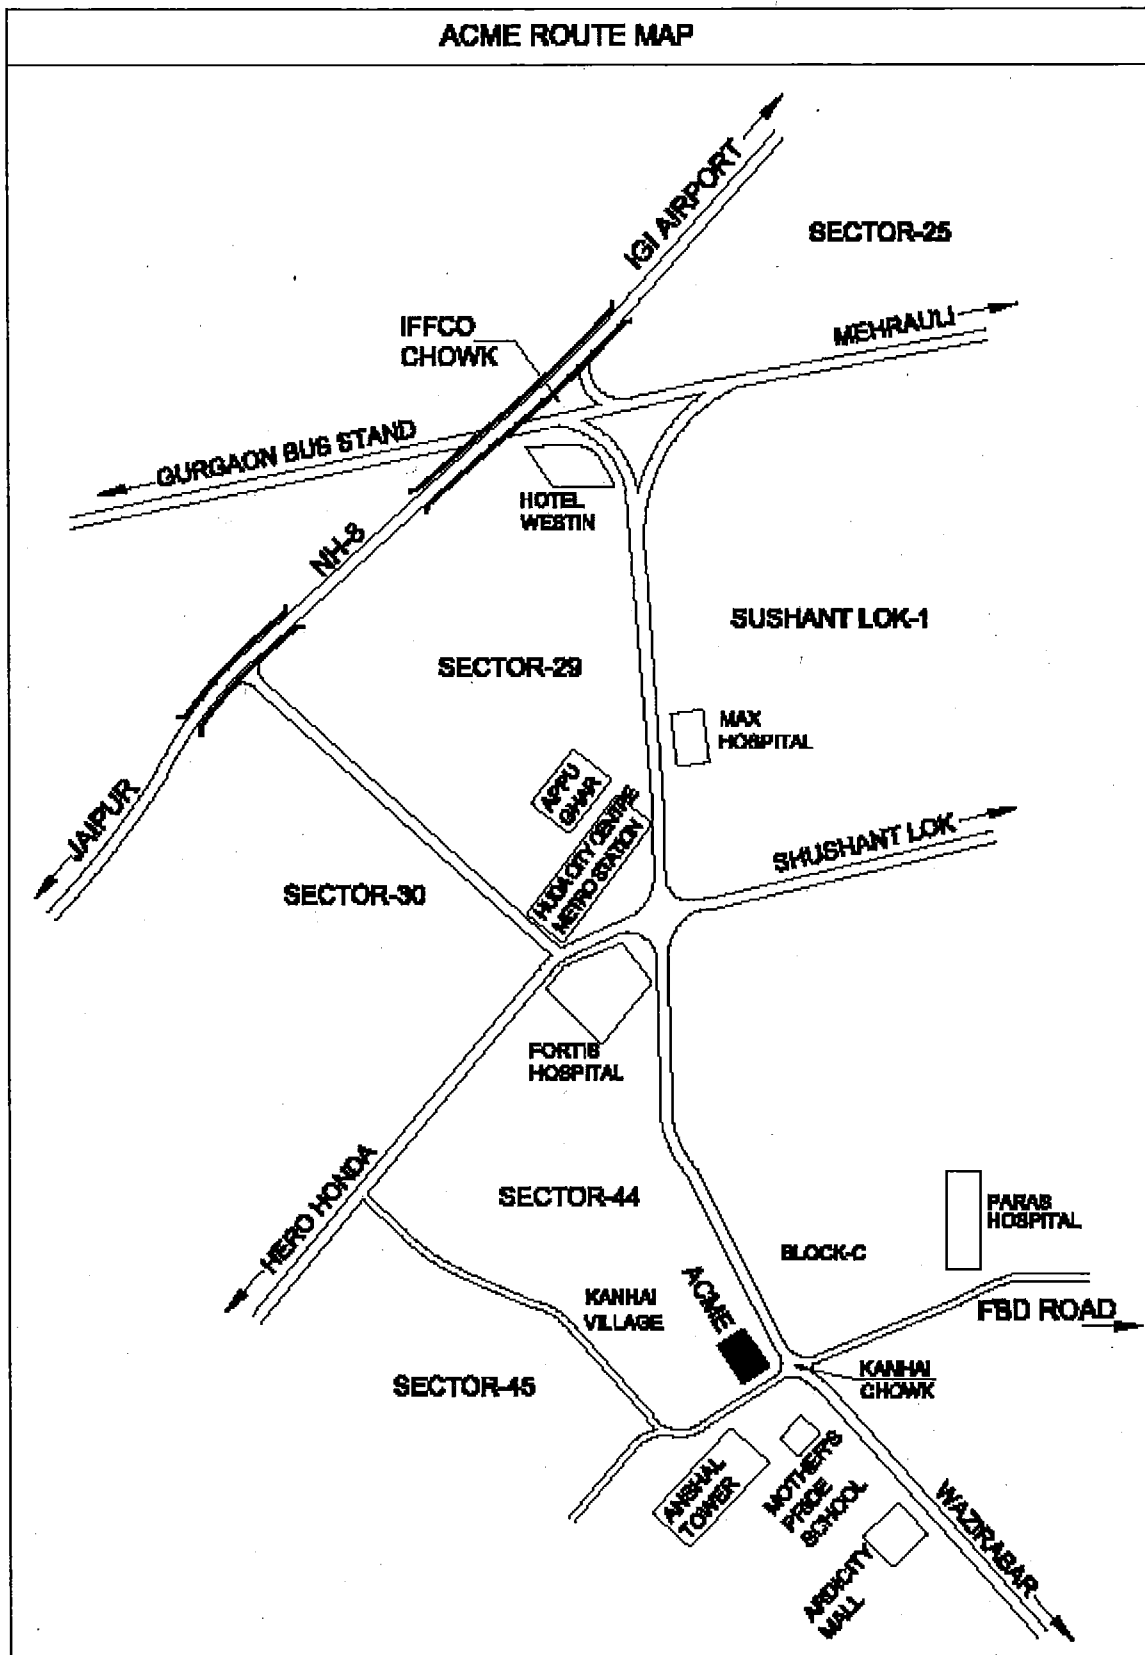 ACME ROUTE MAP
IGI AIRPORT
SECTOR-25
IFFCO
CHOWK
MEHRAULI
GURGAON BUS STAND
HOTEL
WESTIN
NH-8
SUSHANT LOK-1
SECTOR-29
MAX
HOSPITAL
APPU
GHAR
JAIPUR
HUDA CITY CENTRE
METRO STATION
SHUSHANT LOK
SECTOR-30
FORTIS
HOSPITAL
HERO HONDA
SECTOR-44
PARAS
HOSPITAL
BLOCK-C
ACME
KANHAI
VILLAGE
FBD ROAD
KANHAI
CHOWK
SECTOR-45
ANSHAL
TOWER
MOTHER'S
PRIDE
SCHOOL
WAZIRABAR
ARDICITY
MALL